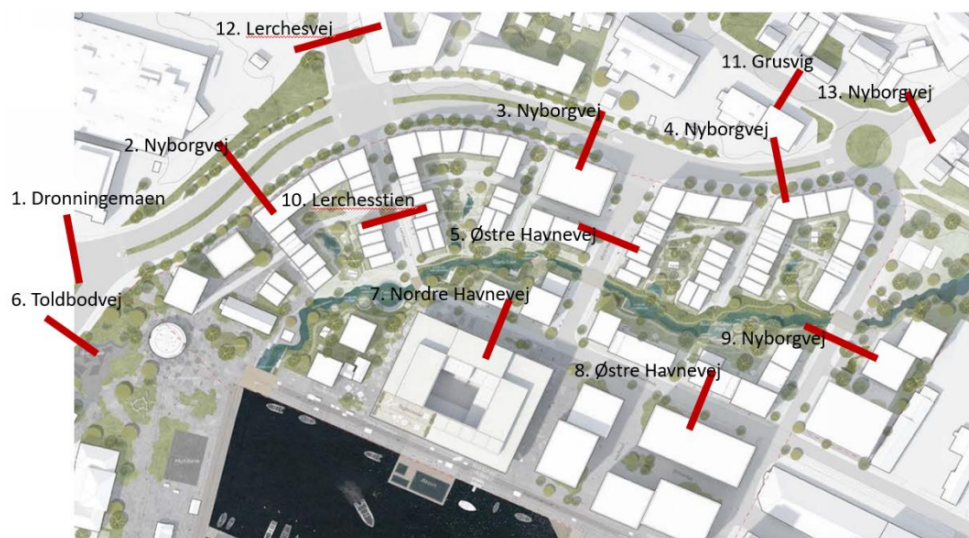 12. Lerchesvej
11. Grusvig
13. Nyborgvej
3. Nyborgvej
4. Nyborgvej
2. Nyborgvej
1. Dronningemaen
10. Lerchesstien
5. Østre Havnevej
6. Toldbodvej
7. Nordre Havnevej
9. Nyborgvej
8. Østre Havnevej